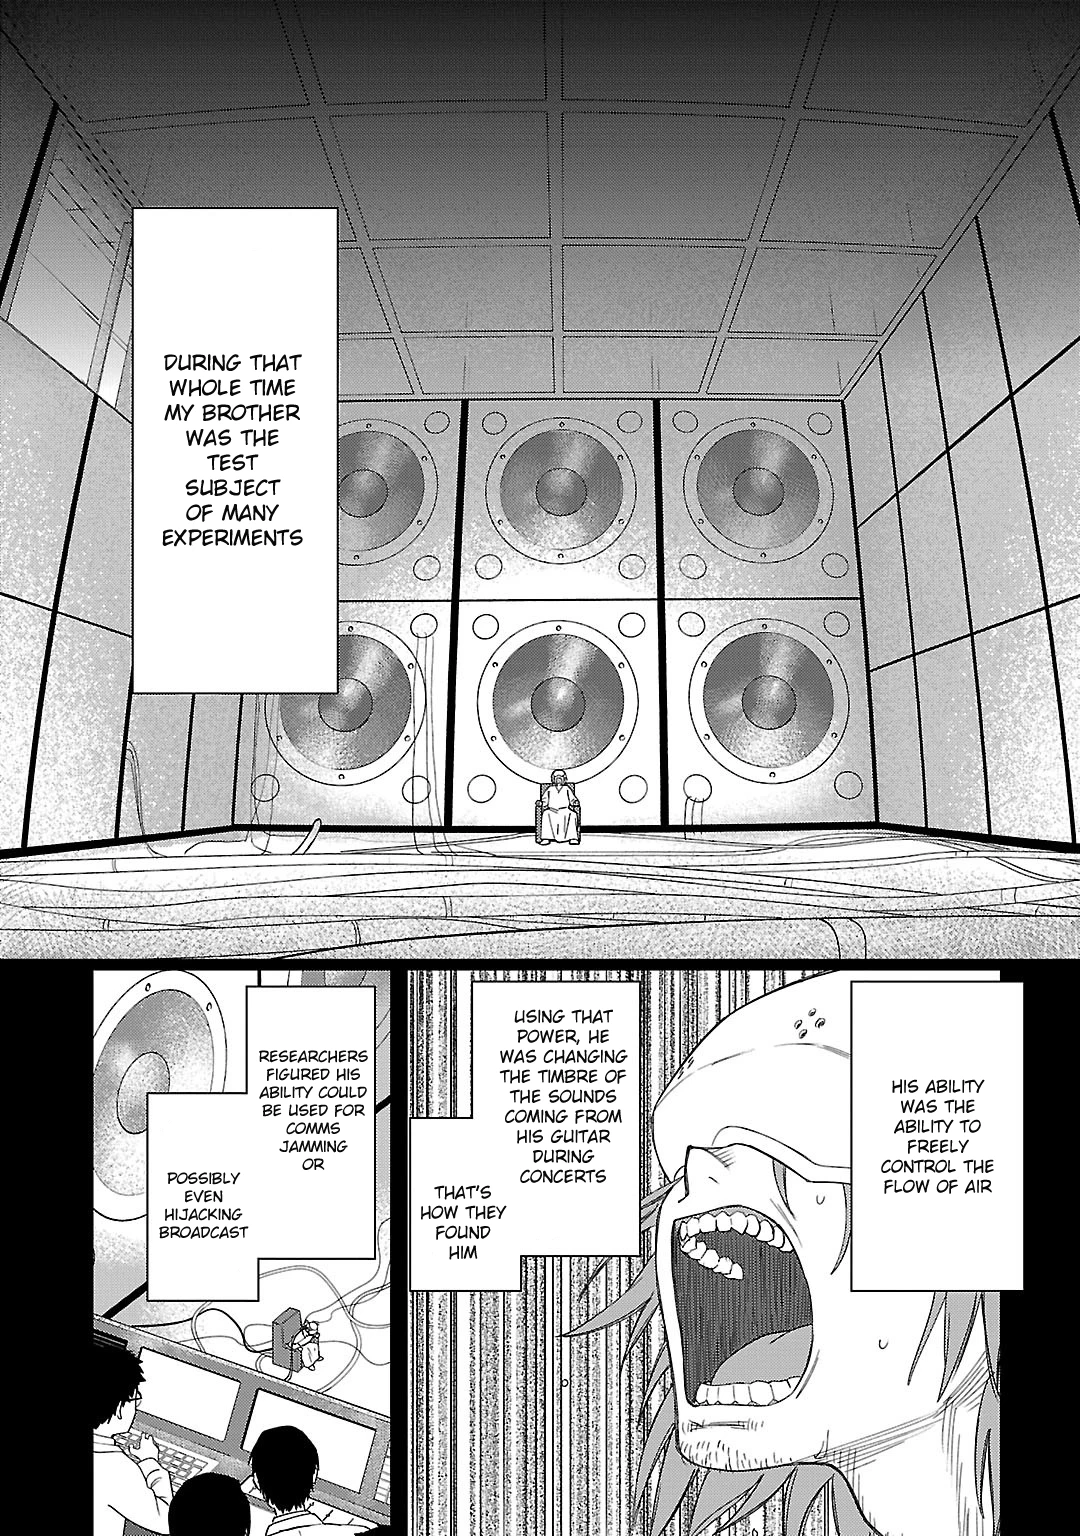 DURING THAT
WHOLE TIME
MY BROTHER
WAS THE
TEST
SUBJECT
OF MANY
EXPERIMENTS
HIS ABILITY
WAS THE
ABILITY TO
FREELY
CONTROL THE
FLOW OF AIR
USING THAT
POWER, HE
WAS CHANGING
THE TIMBRE OF
THE SOUNDS
COMING FROM
HIS GUITAR
DURING
CONCERTS
THAT'S
HOW THEY
FOUND
HIM
RESEARCHERS
FIGURED HIS
ABILITY COULD
BE USED FOR
COMMS
JAMMING
OR
POSSIBLY
EVEN
HIJACKING
BROADCAST